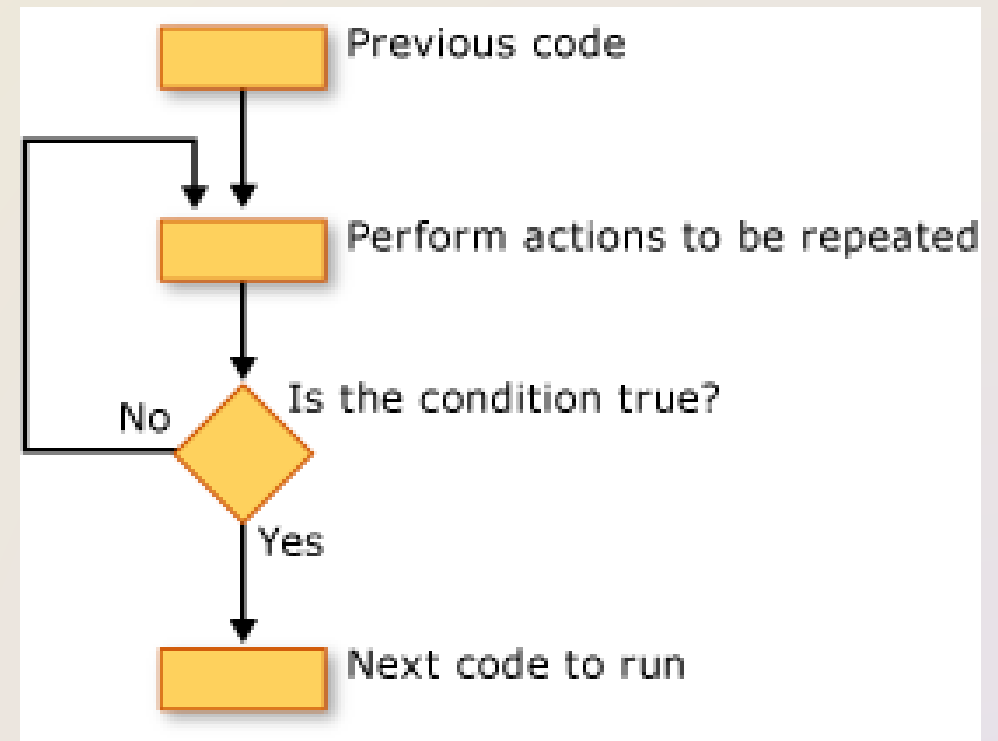 Previous code
Perform actions to be repeated
Is the condition true?
No
Yes
Next code to run